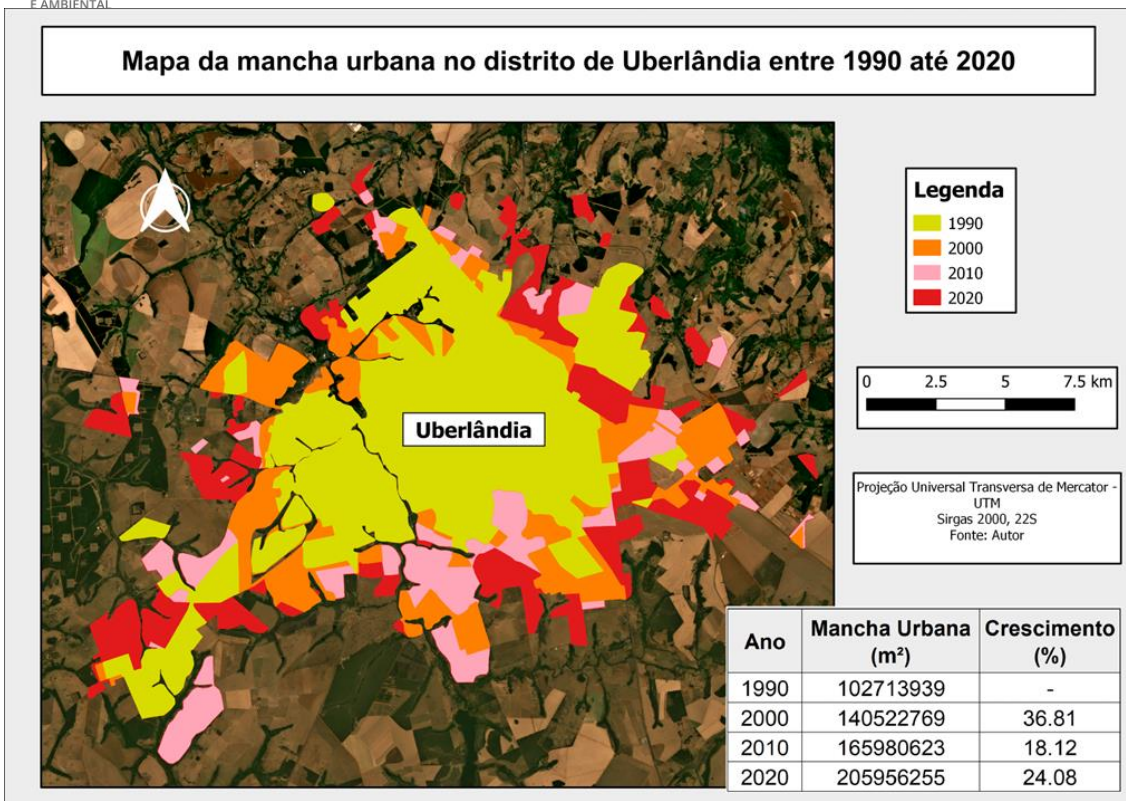 E AMBIENTAL
Mapa da mancha urbana no distrito de Uberlândia entre 1990 até 2020
Uberlândia
Legenda
1990
2000
2010
2020
0 2.5 5 7.5 km
Projeção Universal Transversa de Mercator -
UTM
Sirgas 2000, 22S
Fonte: Autor
Ano Mancha Urbana (m²) Crescimento (%)
1990 102713939 -
2000 140522769 36.81
2010 165980623 18.12
2020 205956255 24.08